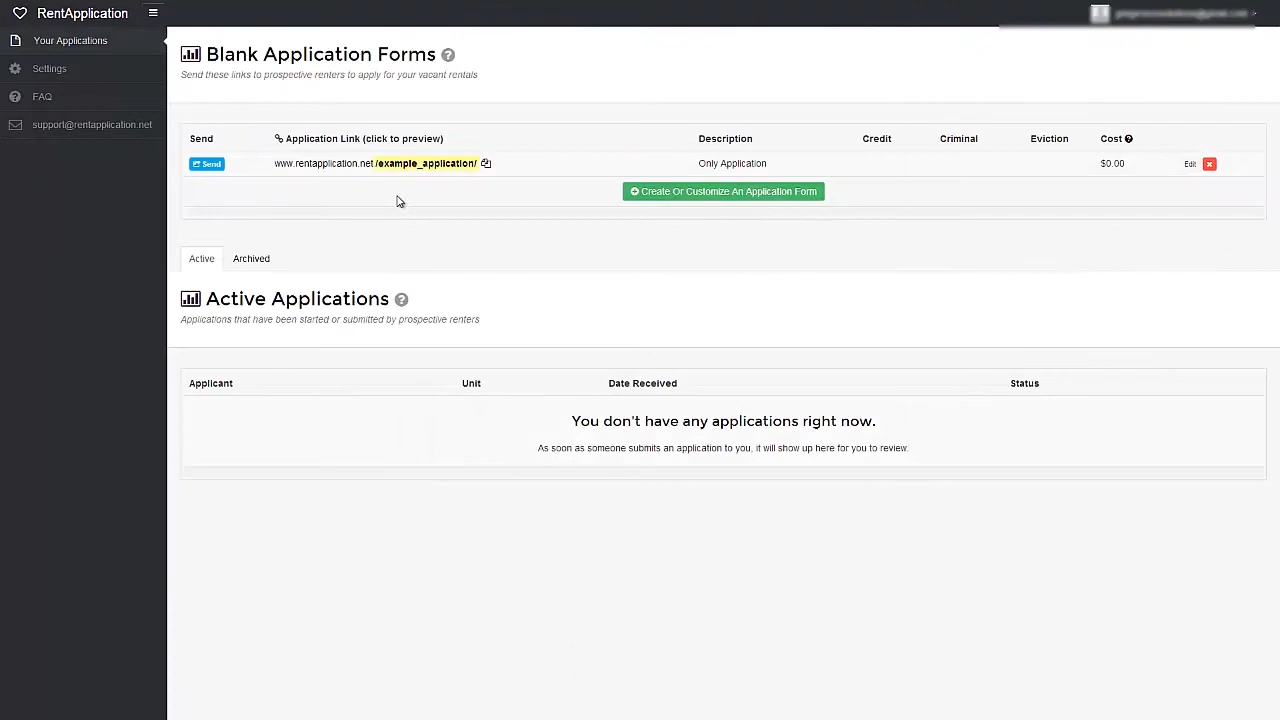 RentApplication
Your Applications
Settings
FAQ
support@rentapplication.net
Blank Application Forms
Send these links to prospective renters to apply for your vacant rentals
Send Application Link (click to preview) Description Credit Criminal Eviction Cost
Send www.rentapplication.net/example_application/ Only Application $0.00 Edit
Create Or Customize An Application Form
Active Archived
Active Applications
Applications that have been started or submitted by prospective renters
Applicant Unit Date Received Status
You don't have any applications right now.
As soon as someone submits an application to you, it will show up here for you to review.